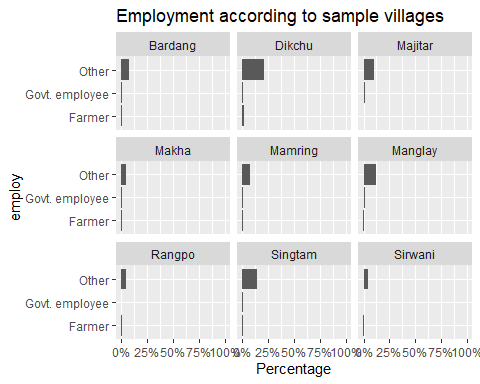 Employment according to sample villages
Bardang Dikchu Majitar
Other
Govt. employee
Farmer
Makha Mamring Manglay
Other
Govt. employee
Farmer
employ
Rangpo Singtam Sirwani
Other
Govt. employee
Farmer
0% 25% 50% 75% 100% 0% 25% 50% 75% 100% 0% 25% 50% 75% 100%
Percentage